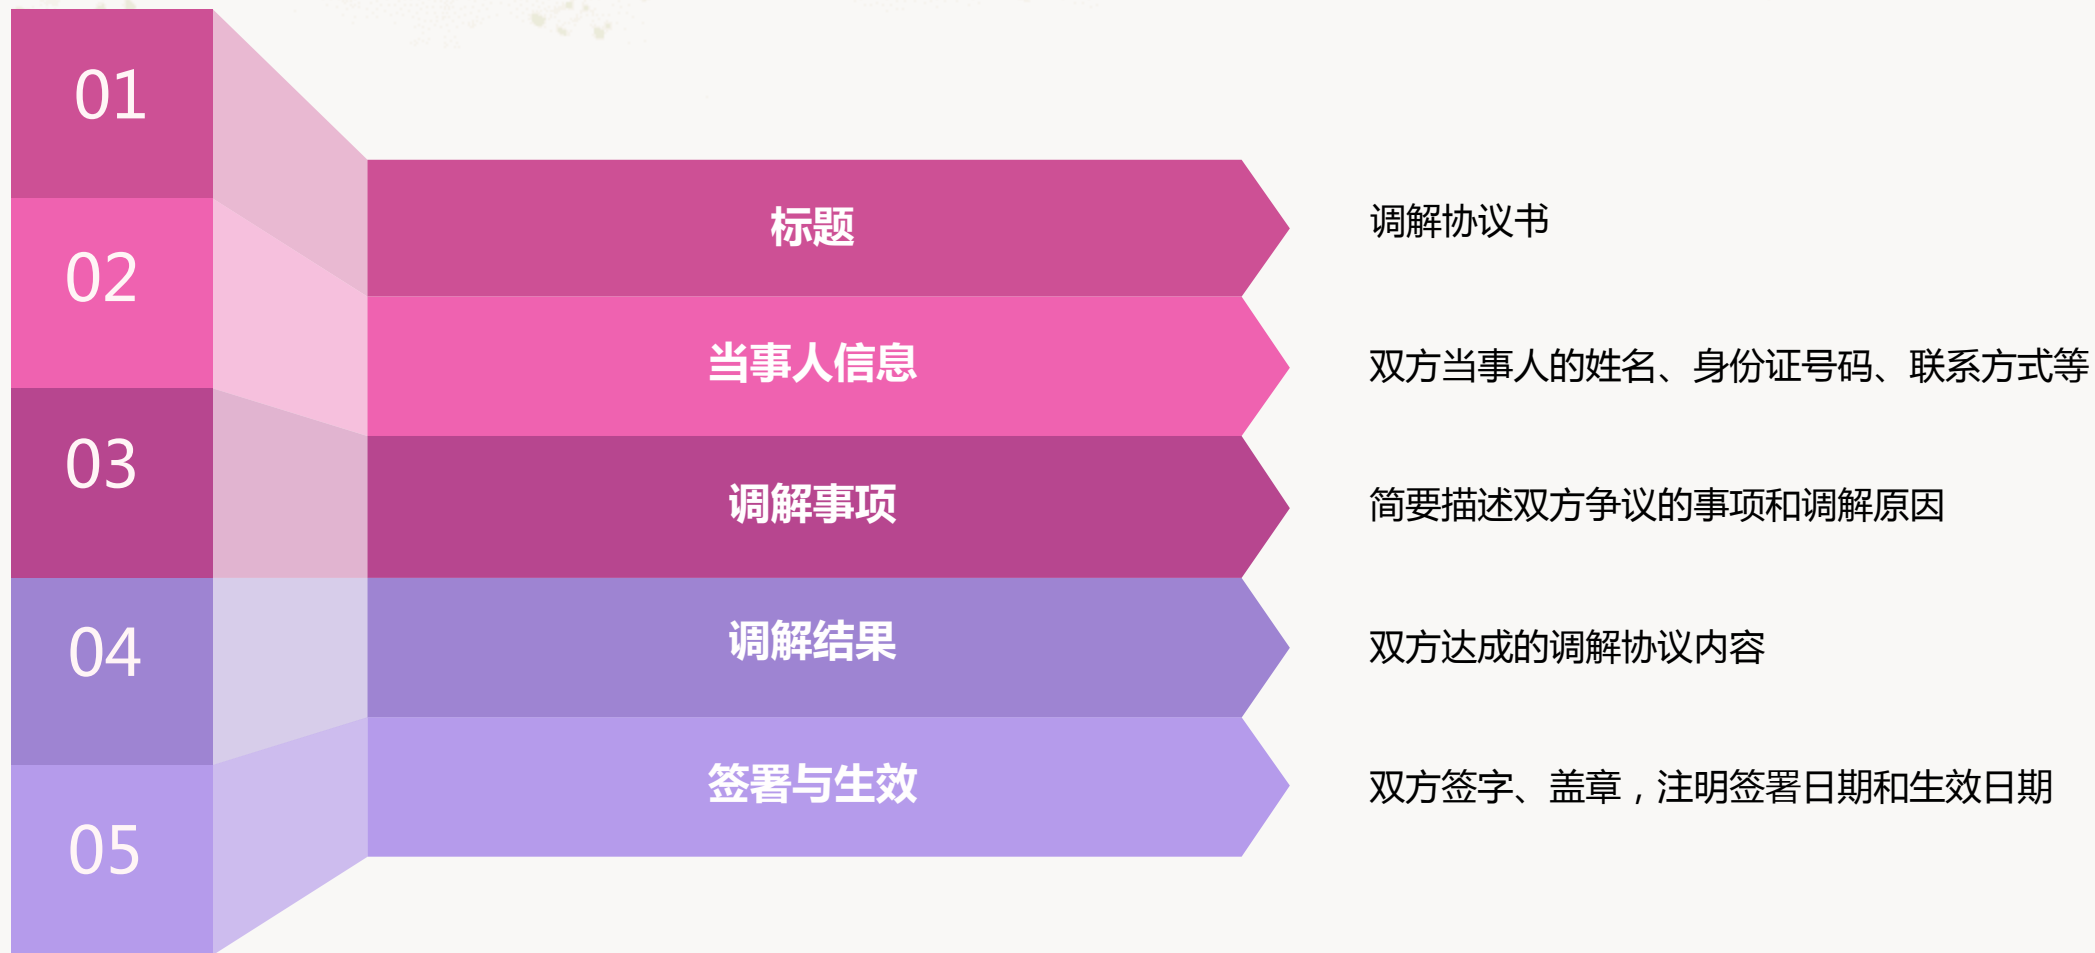 01
标题
调解协议书
02
当事人信息
双方当事人的姓名、身份证号码、联系方式等
03
调解事项
简要描述双方争议的事项和调解原因
04
调解结果
双方达成的调解协议内容
05
签署与生效
双方签字、盖章，注明签署日期和生效日期